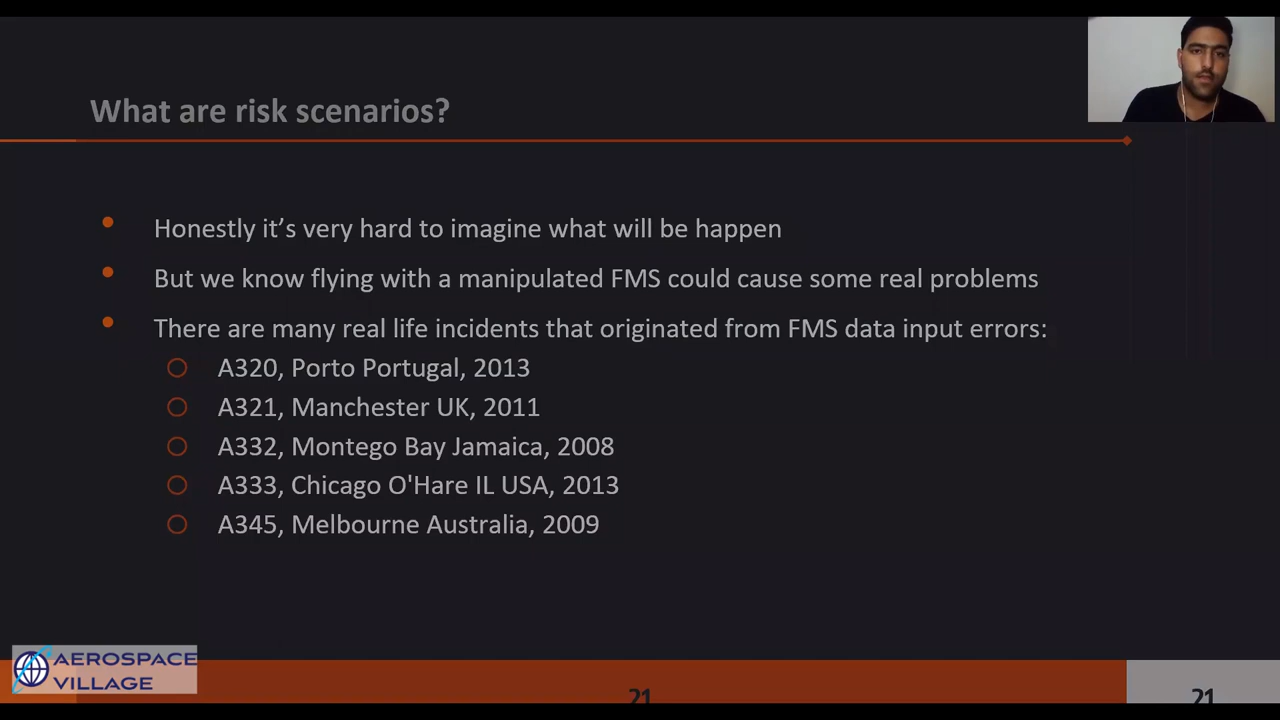 What are risk scenarios?
Honestly it's very hard to imagine what will be happen
But we know flying with a manipulated FMS could cause some real problems
There are many real life incidents that originated from FMS data input errors:
A320, Porto Portugal, 2013
A321, Manchester UK, 2011
A332, Montego Bay Jamaica, 2008
A333, Chicago O'Hare IL USA, 2013
A345, Melbourne Australia, 2009
AEROSPACE
VILLAGE
21
21